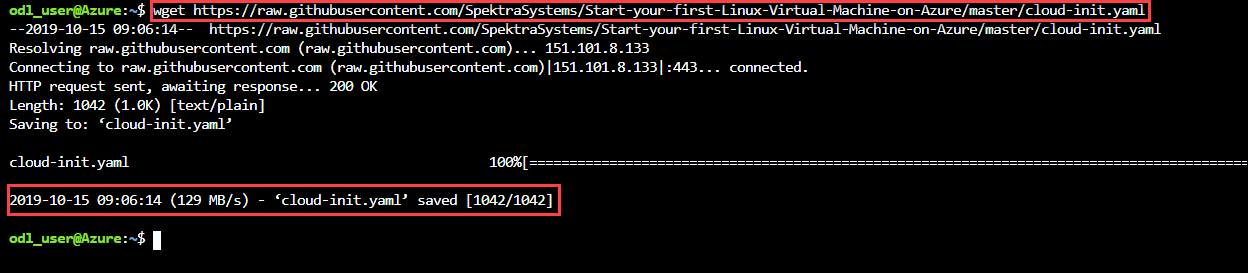 odl_user@Azure:~$ wget https://raw.githubusercontent.com/SpektraSystems/Start-your-first-Linux-Virtual-Machine-on-Azure/master/cloud-init.yaml
--2019-10-15 09:06:14--  https://raw.githubusercontent.com/SpektraSystems/Start-your-first-Linux-Virtual-Machine-on-Azure/master/cloud-init.yaml
Resolving raw.githubusercontent.com (raw.githubusercontent.com)... 151.101.8.133
Connecting to raw.githubusercontent.com (raw.githubusercontent.com)|151.101.8.133|:443... connected.
HTTP request sent, awaiting response... 200 OK
Length: 1042 (1.0K) [text/plain]
Saving to: ‘cloud-init.yaml’
cloud-init.yaml 100%[==========================================================================================
2019-10-15 09:06:14 (129 MB/s) - ‘cloud-init.yaml’ saved [1042/1042]
odl_user@Azure:~$